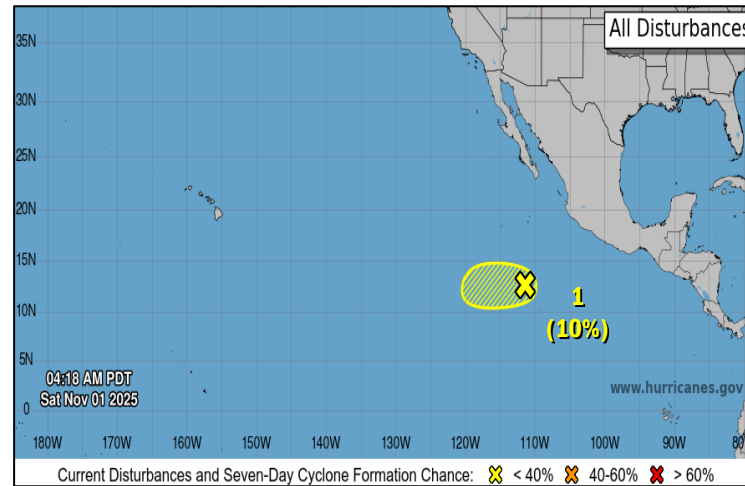 All Disturbances
35N
30N
25N
20N
15N
10N
5N
0
1
(10%)
04:18 AM PDT
Sat Nov 01 2025
www.hurricanes.gov
180W 170W 160W 150W 140W 130W 120W 110W 100W 90W 80
Current Disturbances and Seven-Day Cyclone Formation Chance: < 40% 40-60% > 60%